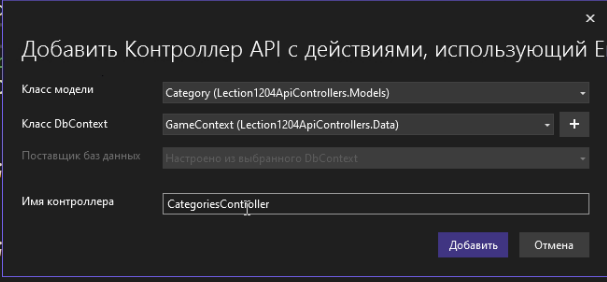 Добавить Контроллер API с действиями, использующий
Класс модели
Category (Lection1204ApiControllers.Models)
Класс DbContext
GameContext (Lection1204ApiControllers.Data)
Поставщик баз данных
Настроено из выбранного DbContext
Имя контроллера
CategoriesController
Добавить
Отмена